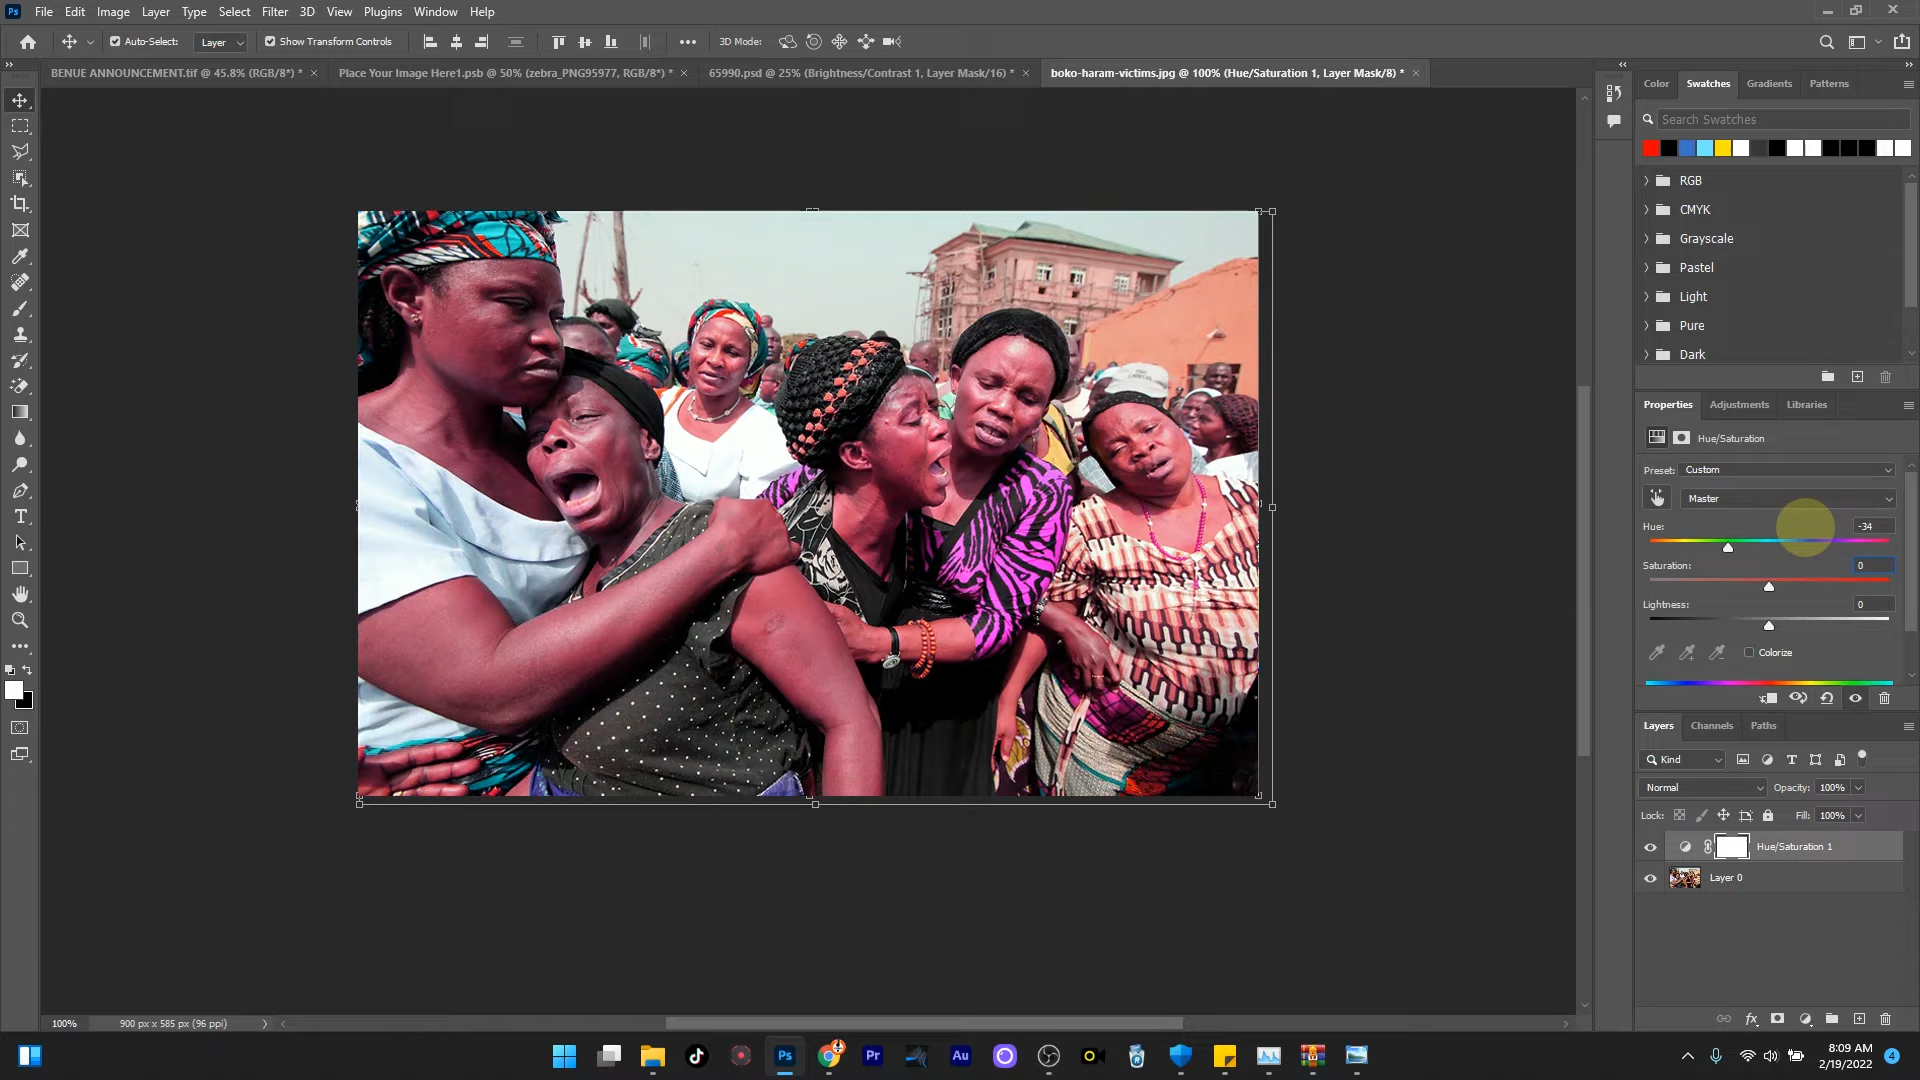 Ps File Edit Image Layer Type Select Filter 3D View Plugins Window Help
Auto-Select: Layer Show Transform Controls 3D Mode:
BENUE ANNOUNCEMENT.tif @ 45.8% (RGB/8*) * × Place Your Image Here1.psb @ 50% (zebra_PNG95977, RGB/8*) * × 65990.psd @ 25% (Brightness/Contrast 1, Layer Mask/16) * × boko-haram-victims.jpg @ 100% (Hue/Saturation 1, Layer Mask/8) * ×
Color Swatches Gradients Patterns
Search Swatches
RGB
CMYK
Grayscale
Pastel
Light
Pure
Dark
Properties Adjustments Libraries
Hue/Saturation
Preset: Custom
Master
Hue: -34
Saturation: 0
Lightness: 0
Colorize
Layers Channels Paths
Kind
Normal Opacity: 100%
Lock: Fill: 100%
Hue/Saturation 1
Layer 0
100% 900 px x 585 px (96 ppi)
Ps Pr Au
8:09 AM
2/19/2022
4